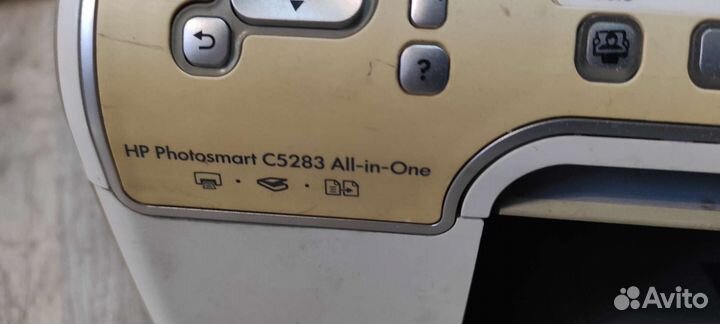 ?
HP Photosmart C5283 All-in-One
Avito